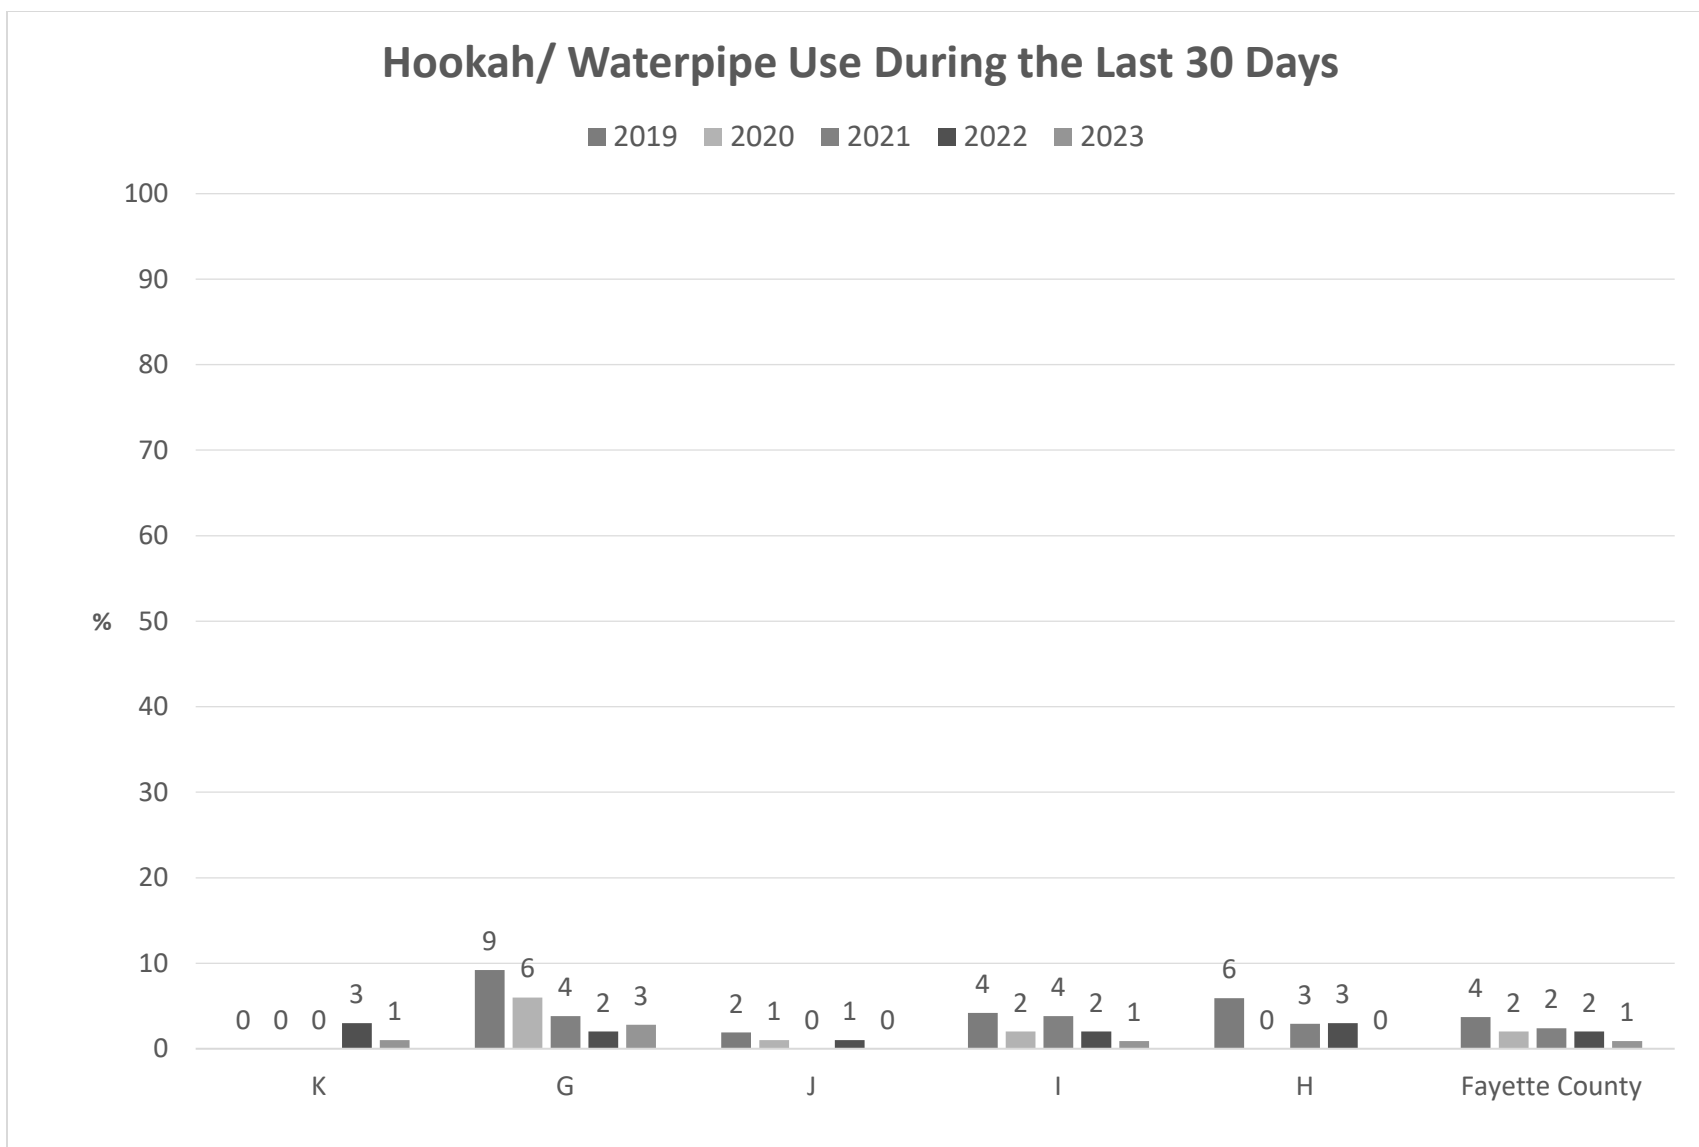 Hookah/ Waterpipe Use During the Last 30 Days
2019 2020 2021 2022 2023
100
90
80
70
60
% 50
40
30
20
10
0
0 0 0 3 1
9 6 4 2 3
2 1 0 1 0
4 2 4 2 1
6 0 3 3 0
4 2 2 2 1
K G J I H Fayette County